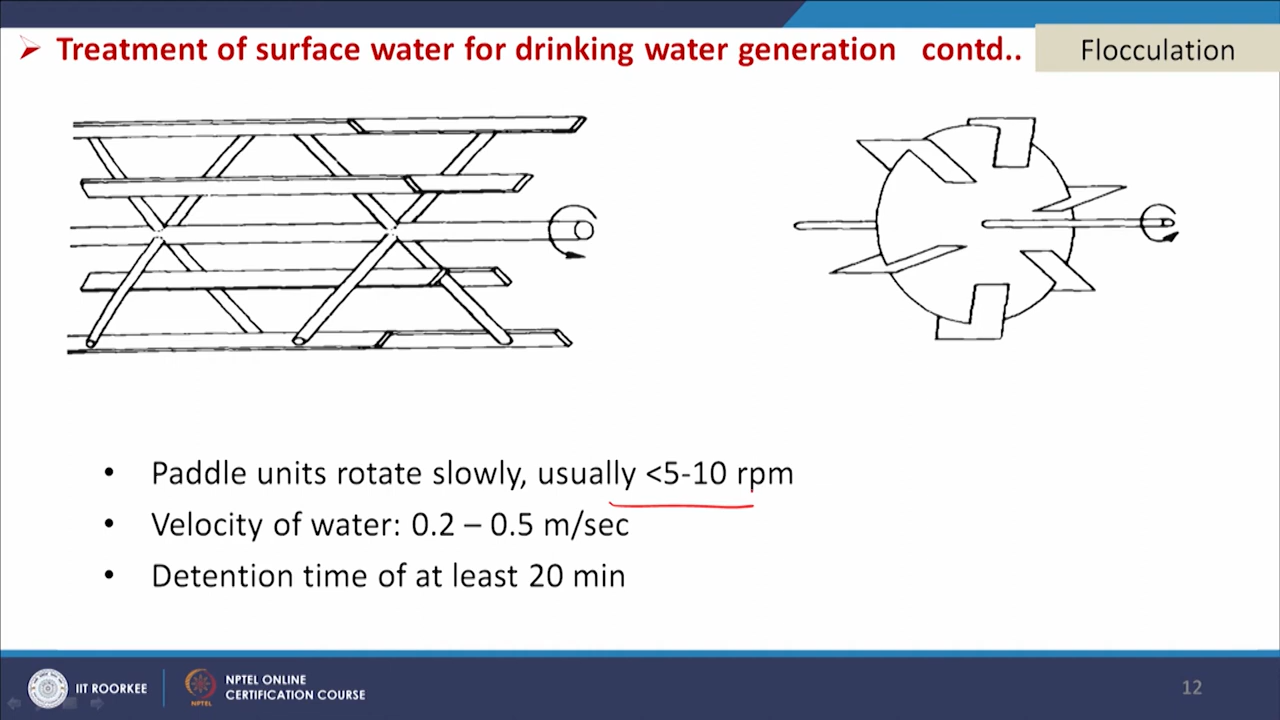 Treatment of surface water for drinking water generation contd..
Flocculation
• Paddle units rotate slowly, usually <5-10 rpm
• Velocity of water: 0.2 – 0.5 m/sec
• Detention time of at least 20 min
IIT ROORKEE
NPTEL
NPTEL ONLINE
CERTIFICATION COURSE
12